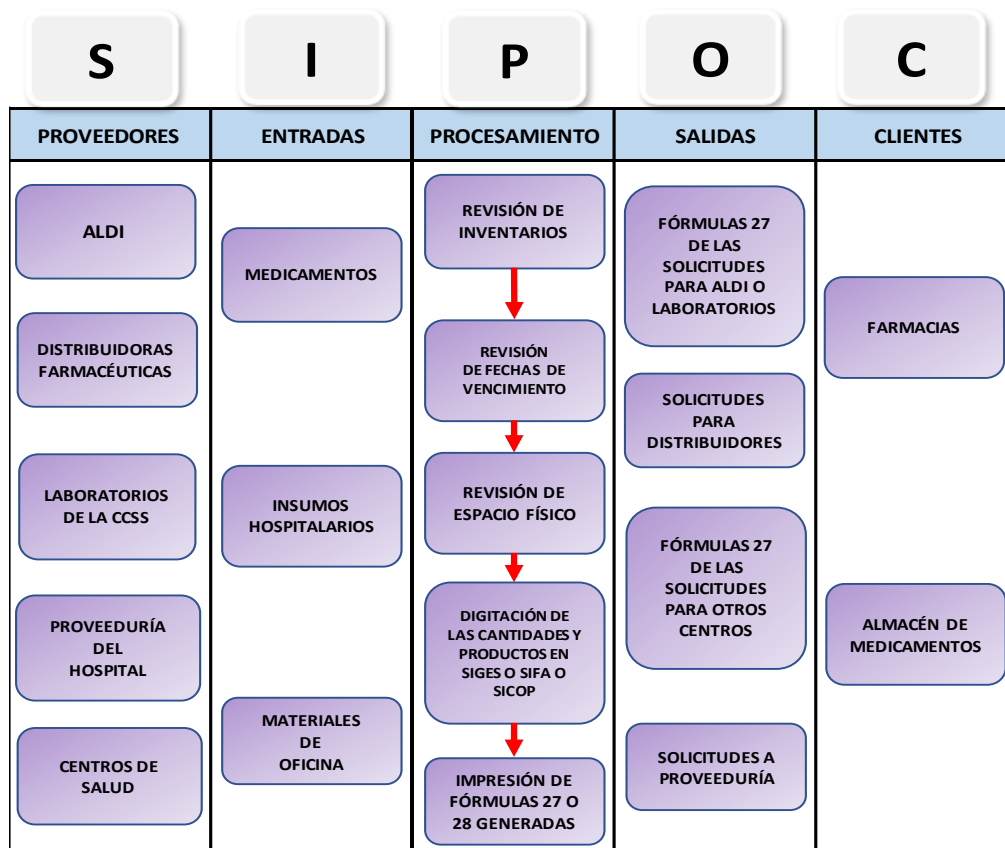 S
I
P
O
C
PROVEEDORES
ENTRADAS
PROCESAMIENTO
SALIDAS
CLIENTES
ALDI
DISTRIBUIDORAS
FARMACÉUTICAS
LABORATORIOS
DE LA CCSS
PROVEEDURÍA
DEL
HOSPITAL
CENTROS DE
SALUD
MEDICAMENTOS
INSUMOS
HOSPITALARIOS
MATERIALES
DE
OFICINA
REVISIÓN DE
INVENTARIOS
REVISIÓN
DE FECHAS DE
VENCIMIENTO
REVISIÓN DE
ESPACIO FÍSICO
DIGITACIÓN DE
LAS CANTIDADES Y
PRODUCTOS EN
SIGES O SIFA O
SICOP
IMPRESIÓN DE
FÓRMULAS 27 O
28 GENERADAS
FÓRMULAS 27
DE LAS
SOLICITUDES
PARA ALDI O
LABORATORIOS
SOLICITUDES
PARA
DISTRIBUIDORES
FÓRMULAS 27
DE LAS
SOLICITUDES
PARA OTROS
CENTROS
SOLICITUDES A
PROVEEDURÍA
FARMACIAS
ALMACÉN DE
MEDICAMENTOS